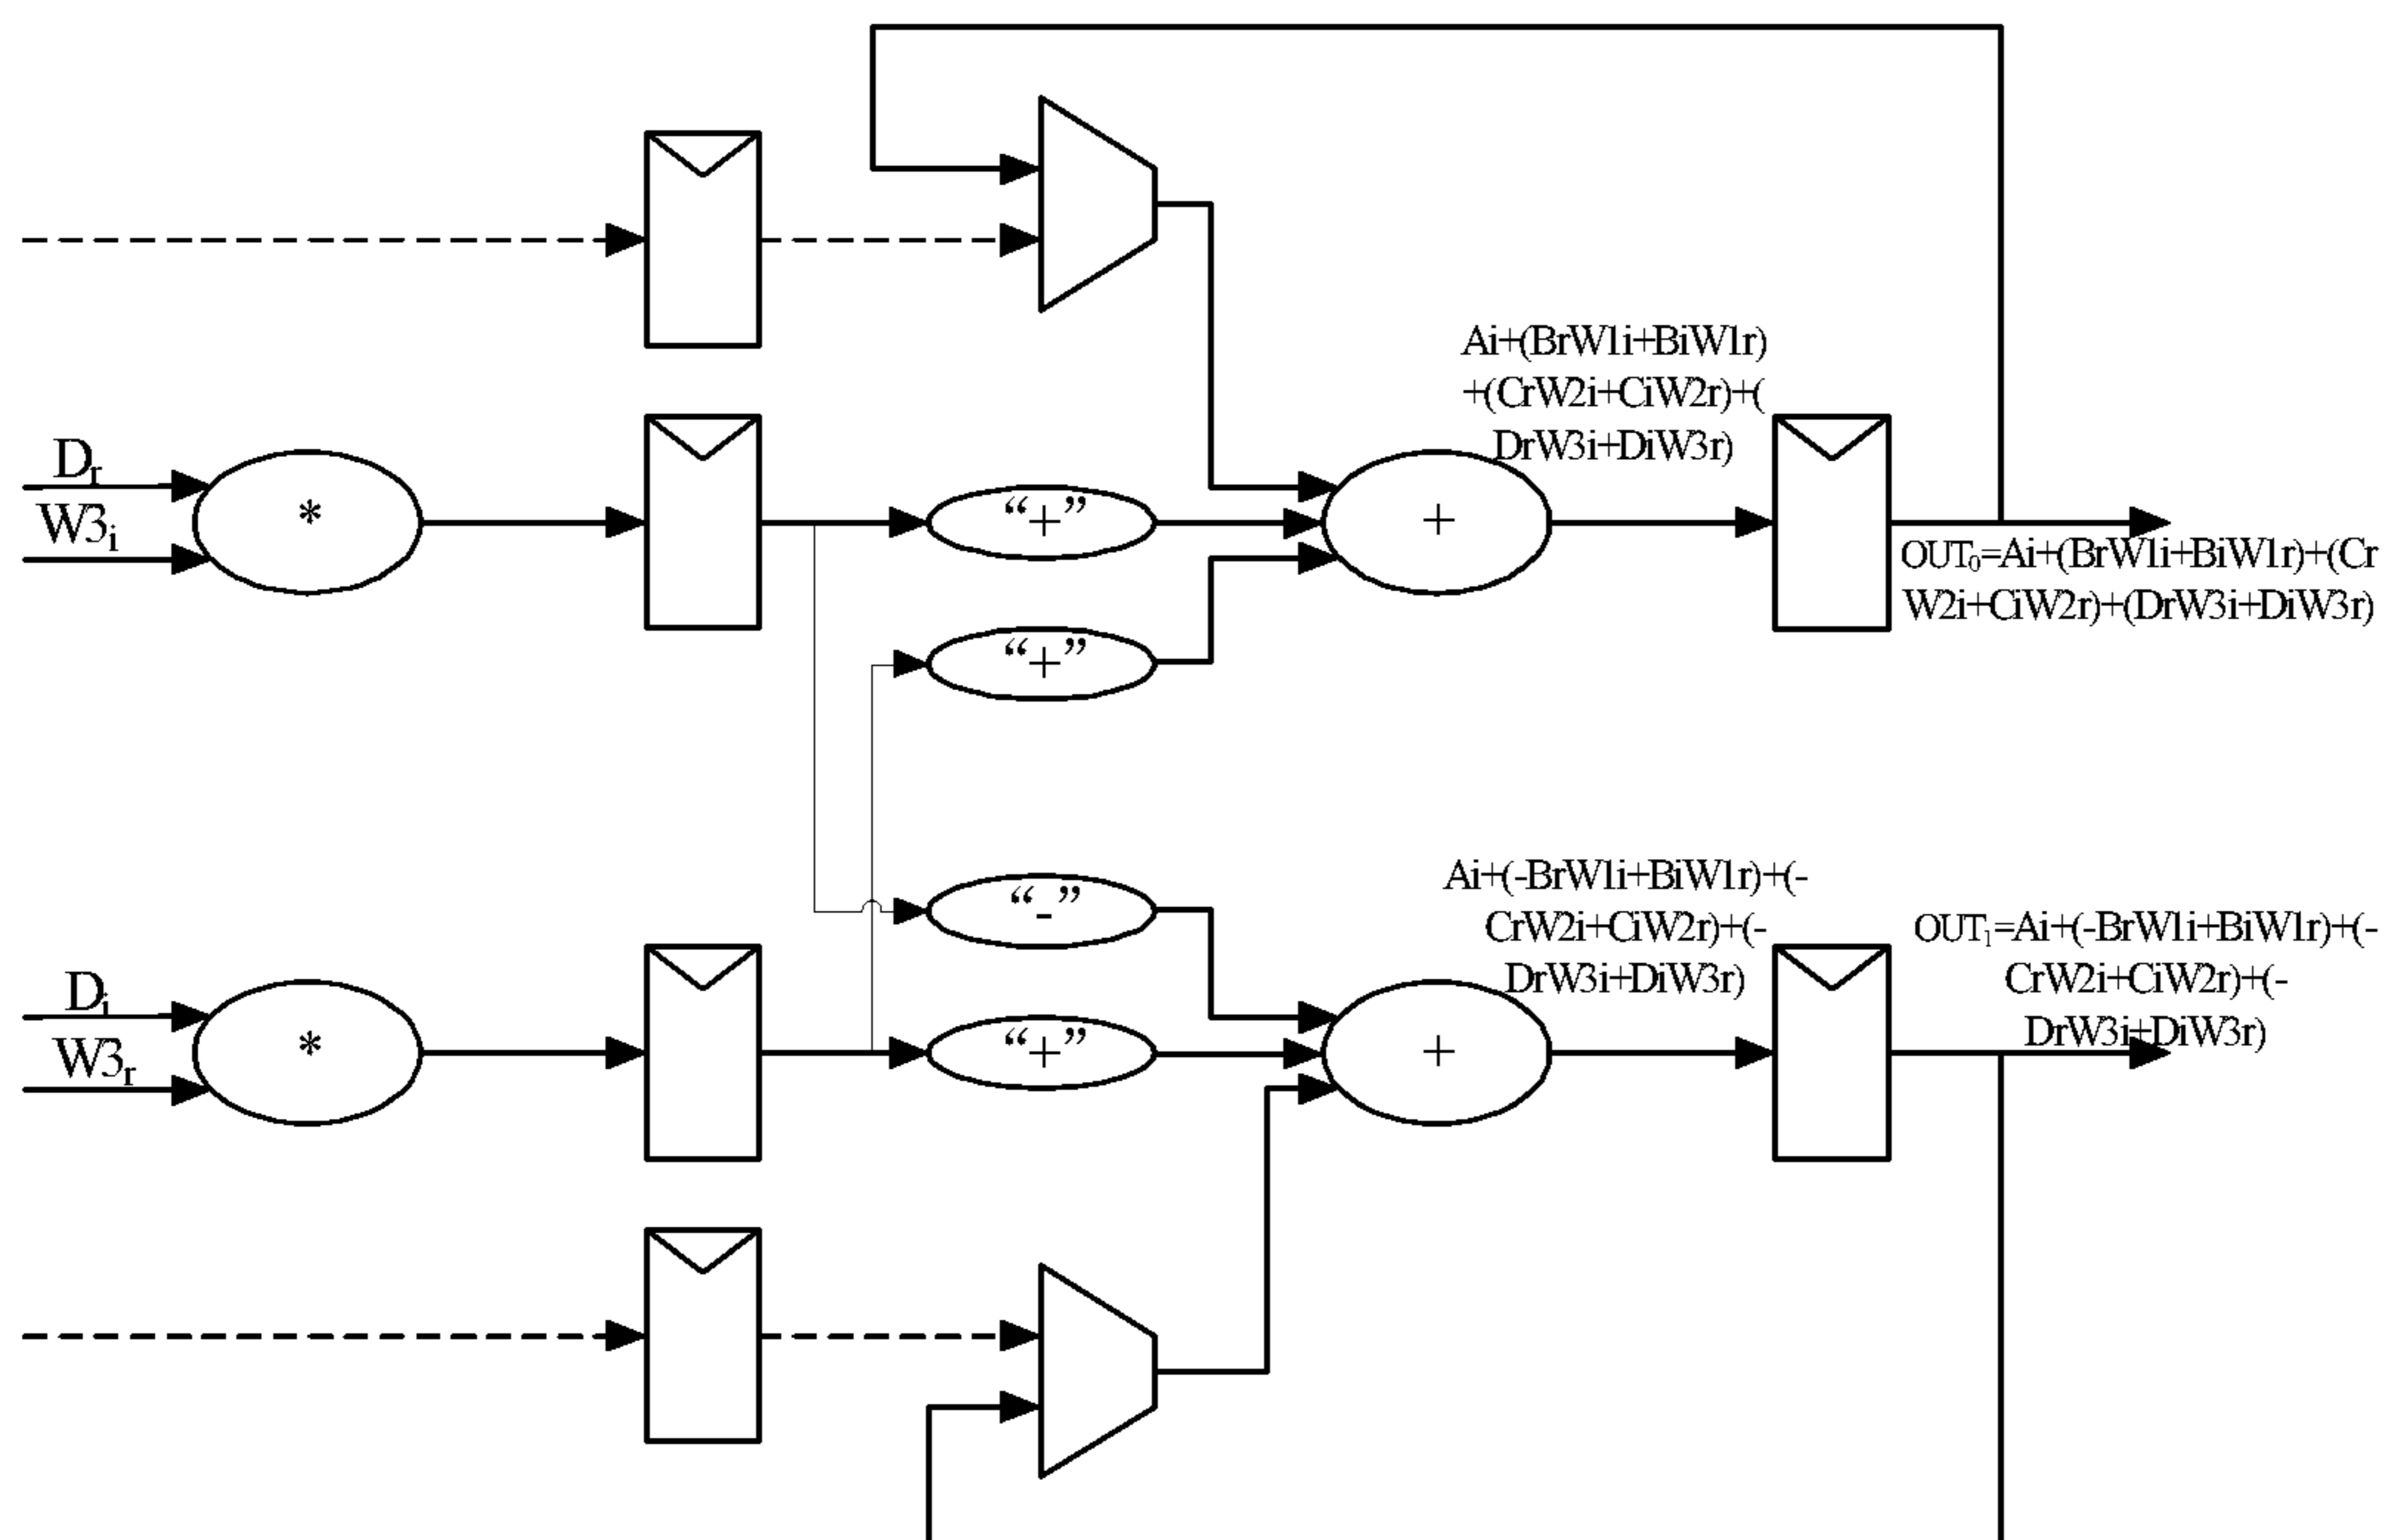 Ai+(BrW1i+BiW1r)
+(CrW2i+CiW2r)+(
DrW3i+DiW3r)
Dr
W3i
*
“+”
+
OUT0=Ai+(BrW1i+BiW1r)+(Cr
W2i+CiW2r)+(DrW3i+DiW3r)
“+”
Ai+(-BrW1i+BiW1r)+(-
CrW2i+CiW2r)+(-
DrW3i+DiW3r)
“-”
OUT1=Ai+(-BrW1i+BiW1r)+(-
CrW2i+CiW2r)+(-
DrW3i+DiW3r)
Di
W3r
*
“+”
+